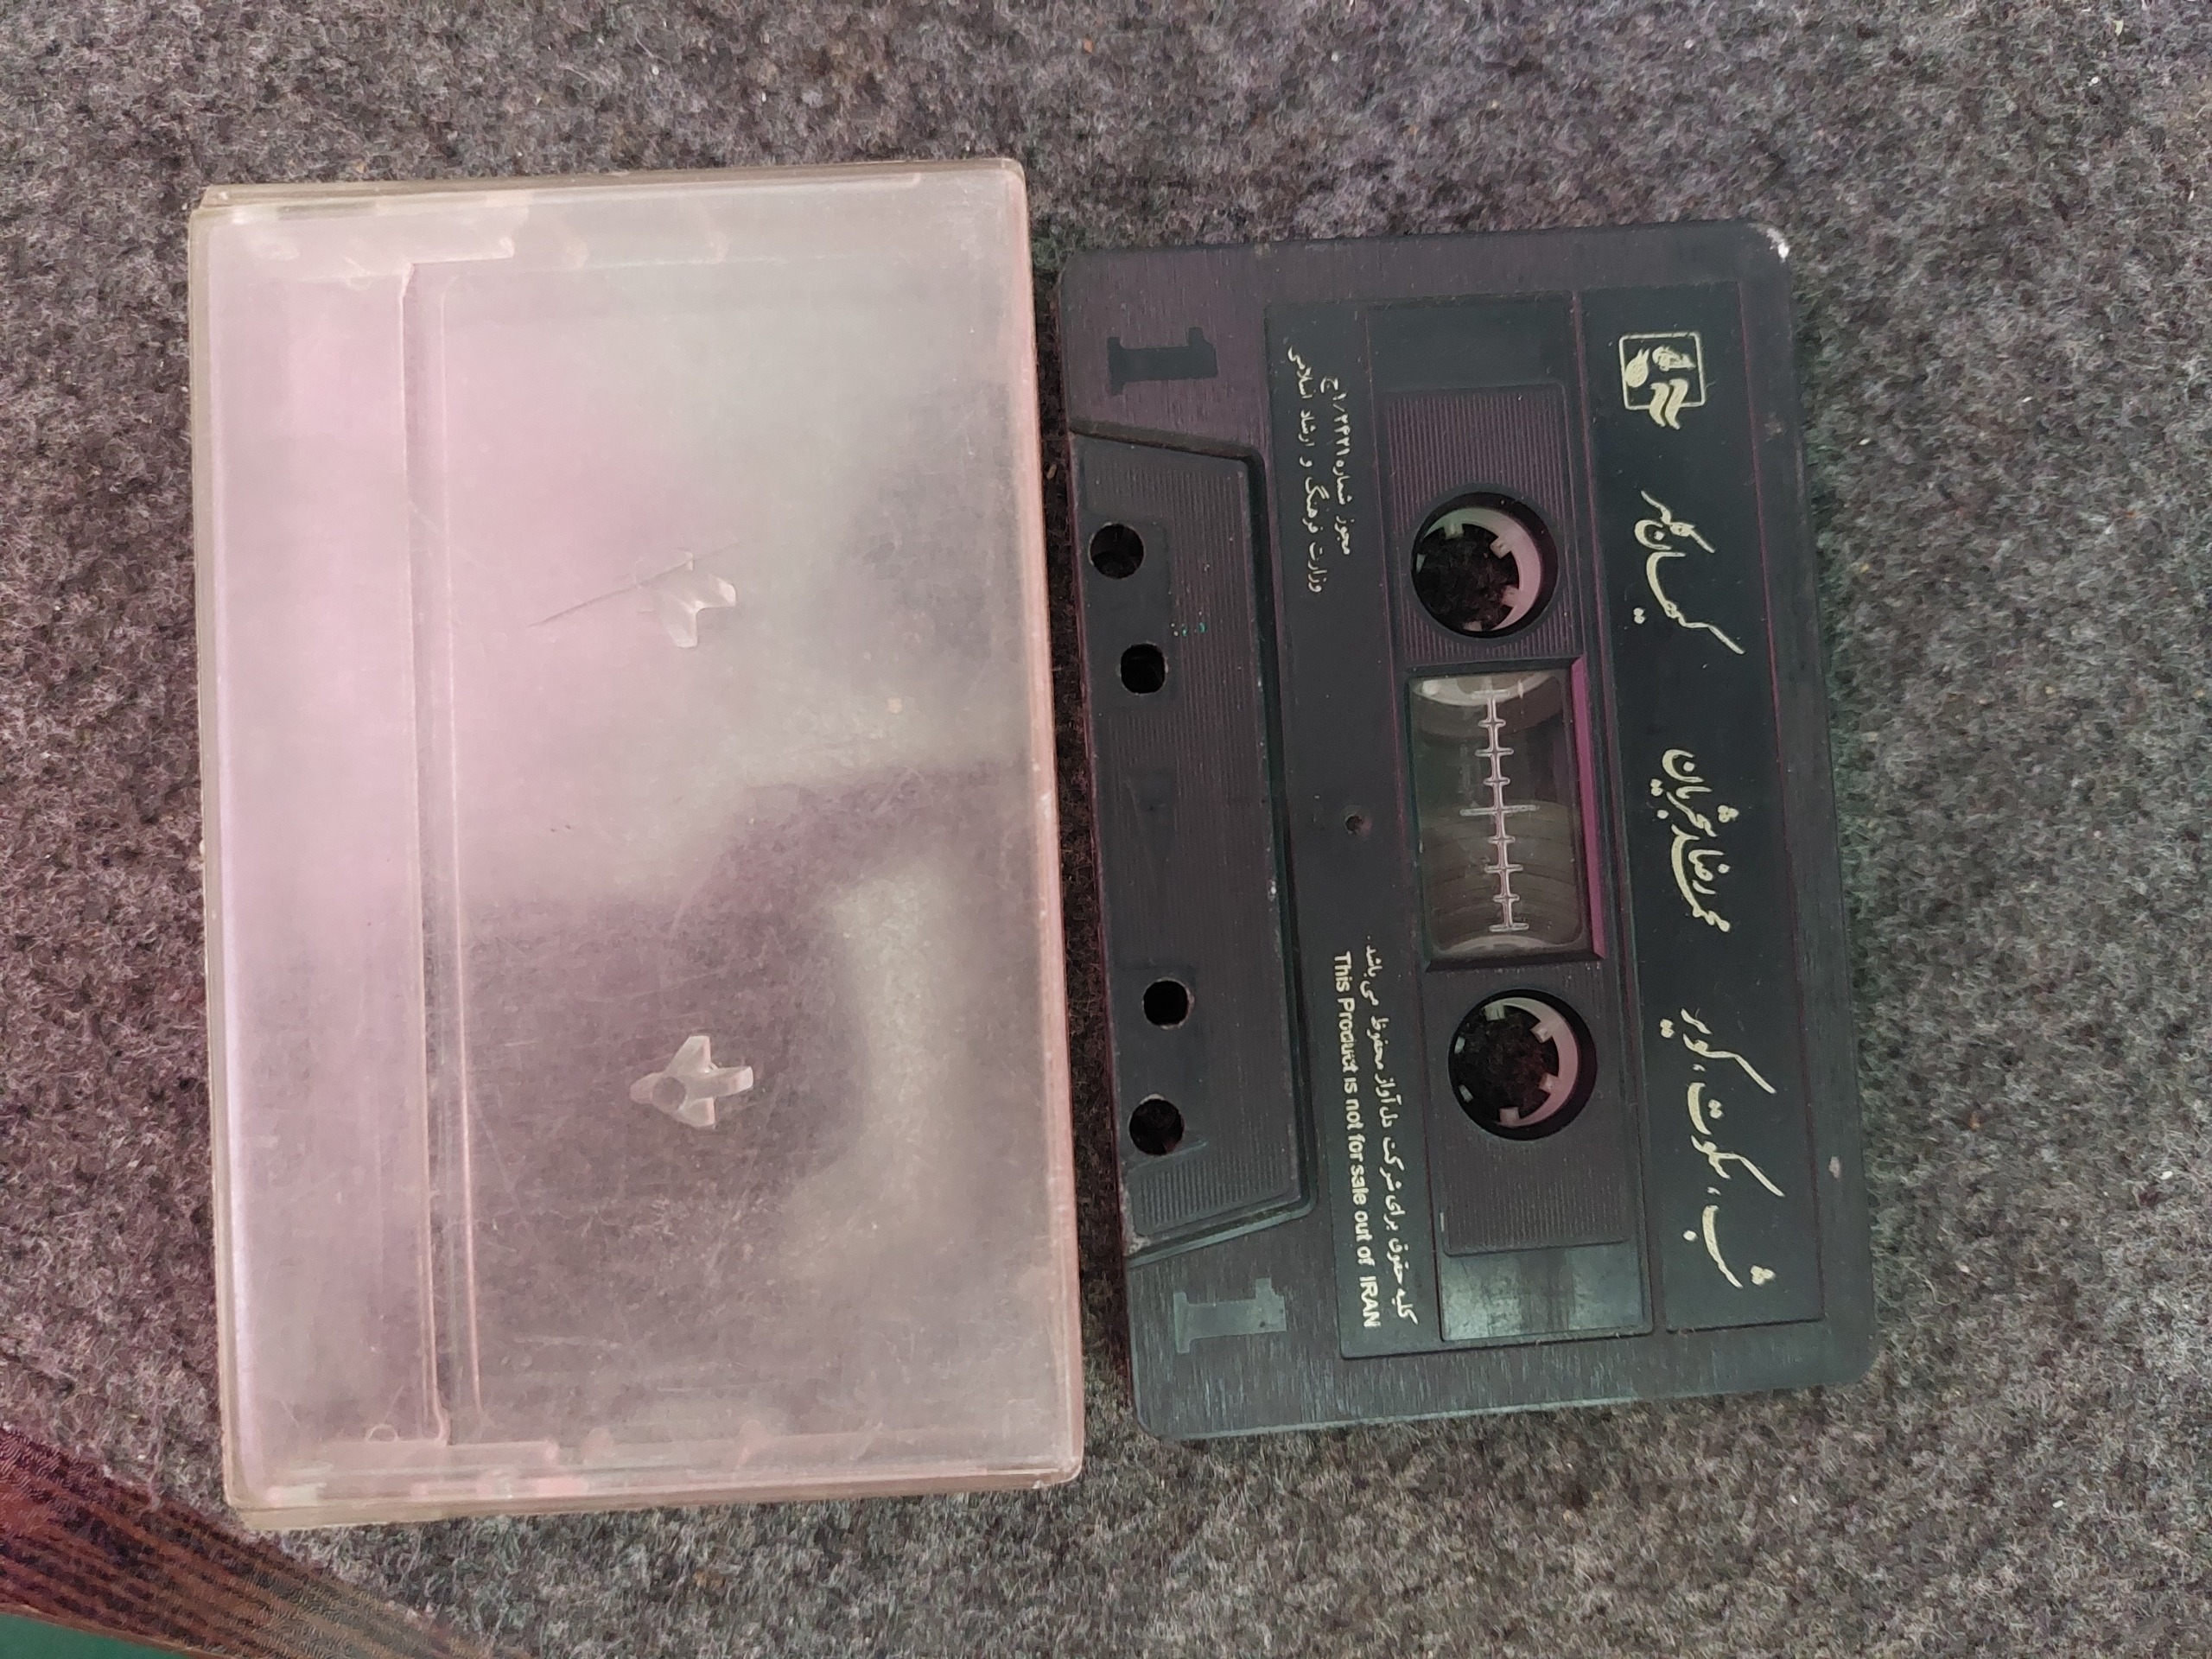 شب، سکوت، کویر    محمدرضا شجریان    کیهان کلهر
کلیه حقوق برای شرکت دل آواز محفوظ می باشد.
This Product is not for sale out of IRAN
مجوز شماره ۱/۲۴۲۱ج
وزارت فرهنگ و ارشاد اسلامی
1
1